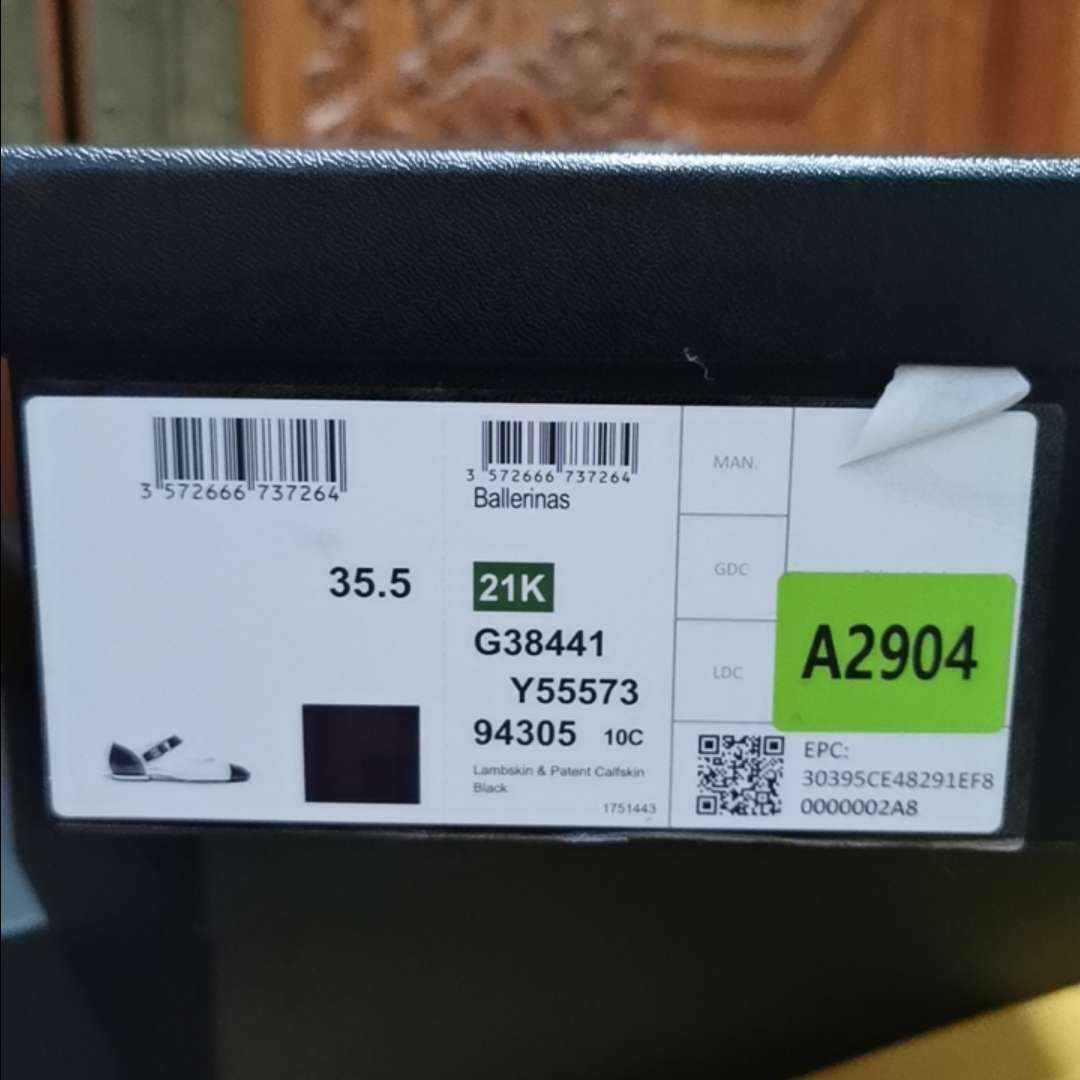 3 572666 737264
35.5
3 572666 737264
Ballerinas
21K
G38441
Y55573
94305 10C
Lambskin & Patent Calfskin
Black
1751443
MAN.
GDC
LDC
A2904
EPC:
30395CE48291EF8
0000002A8